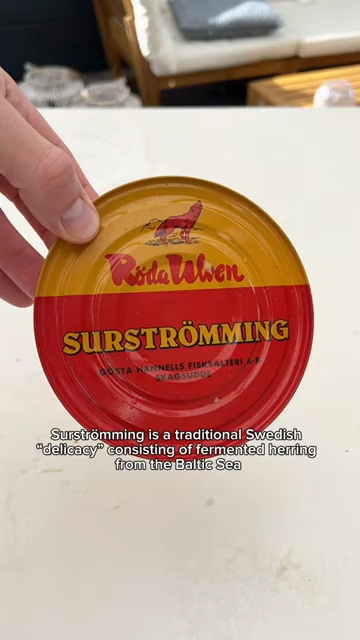 Röda Ulven
SURSTRÖMMING
GÖSTA HANNELLS FISKSALTERI A-B
SKAGSUDDE
Surströmming is a traditional Swedish
“delicacy” consisting of fermented herring
from the Baltic Sea